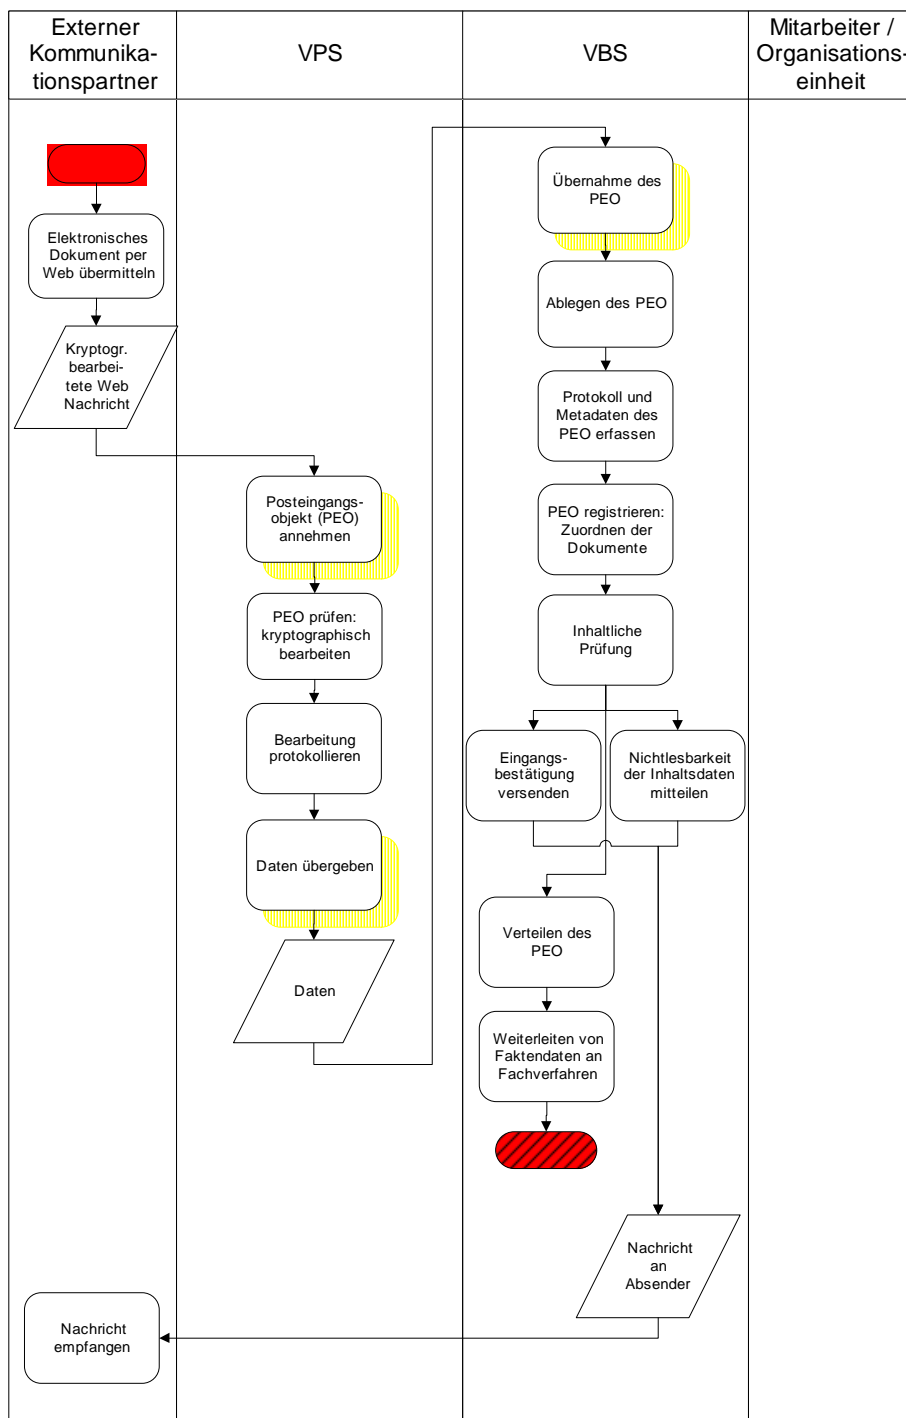 Externer
Kommunika-
tionspartner
VPS
VBS
Mitarbeiter /
Organisations-
einheit
Elektronisches
Dokument per
Web übermitteln
Kryptogr.
bearbei-
tete Web
Nachricht
Posteingangs-
objekt (PEO)
annehmen
PEO prüfen:
kryptographisch
bearbeiten
Bearbeitung
protokollieren
Daten übergeben
Daten
Übernahme des
PEO
Ablegen des PEO
Protokoll und
Metadaten des
PEO erfassen
PEO registrieren:
Zuordnen der
Dokumente
Inhaltliche
Prüfung
Eingangs-
bestätigung
versenden
Nichtlesbarkeit
der Inhaltsdaten
mitteilen
Verteilen des
PEO
Weiterleiten von
Faktendaten an
Fachverfahren
Nachricht
an
Absender
Nachricht
empfangen